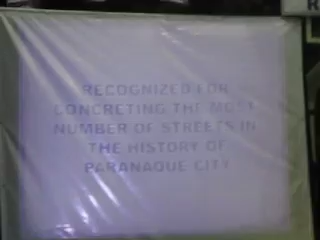 RECOGNIZED FOR
CONCRETING THE MOST
NUMBER OF STREETS IN
THE HISTORY OF
PARANAQUE CITY